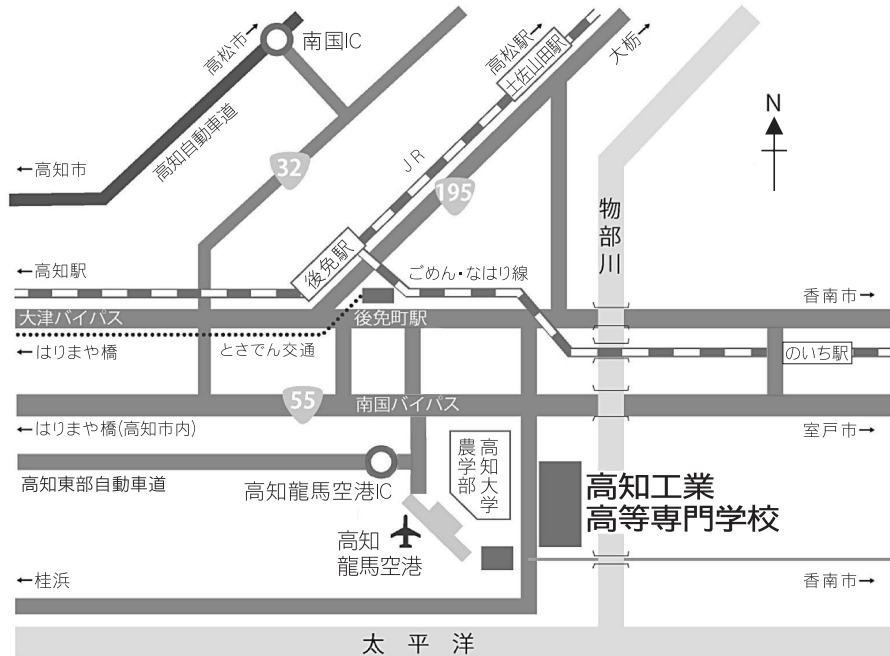 高松市→
南国IC
高松駅→
土佐山田駅
大栃→
N
高知自動車道
←高知市
32
JR
195
物部川
←高知駅
後免駅
ごめん・なはり線
香南市→
大津バイパス
後免町駅
←はりまや橋
とさでん交通
のいち駅
55
南国バイパス
←はりまや橋(高知市内)
室戸市→
高知東部自動車道
高知龍馬空港IC
高知大学
農学部
高知工業
高等専門学校
高知
龍馬空港
←桂浜
香南市→
太平洋